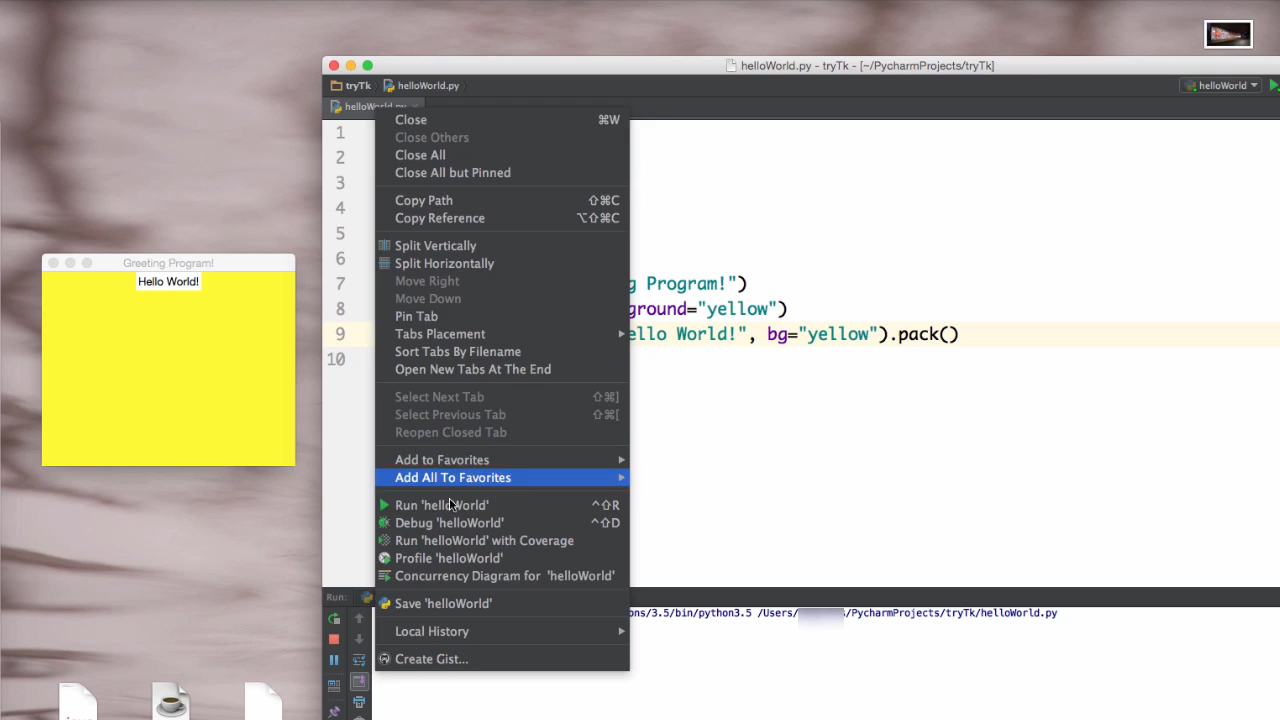 helloWorld.py - tryTk - [~/PycharmProjects/tryTk]
tryTk helloWorld.py helloWorld
helloWorld.py
Close ⌘W
Close Others
Close All
Close All but Pinned
Copy Path ⇧⌘C
Copy Reference ⌥⇧⌘C
Split Vertically
Split Horizontally
Move Right
Move Down
Pin Tab
Tabs Placement
Sort Tabs By Filename
Open New Tabs At The End
Select Next Tab ⇧⌘]
Select Previous Tab ⇧⌘[
Reopen Closed Tab
Add to Favorites
Add All To Favorites
Run 'helloWorld' ^⇧R
Debug 'helloWorld' ^⇧D
Run 'helloWorld' with Coverage
Profile 'helloWorld'
Concurrency Diagram for 'helloWorld'
Save 'helloWorld'
Local History
Create Gist...
1
2
3
4
5
6
7 g Program!")
8 ground="yellow")
9 ello World!", bg="yellow").pack()
10
Greeting Program!
Hello World!
Run:
ons/3.5/bin/python3.5 /Users/ /PycharmProjects/tryTk/helloWorld.py